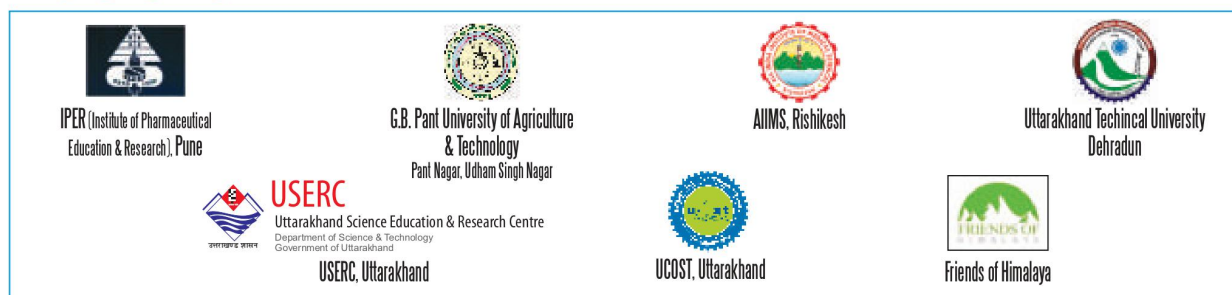 IPER (Institute of Pharmaceutical
Education & Research), Pune
G.B. Pant University of Agriculture
& Technology
Pant Nagar, Udham Singh Nagar
AIIMS, Rishikesh
Uttarakhand Techincal University
Dehradun
उत्तराखण्ड शासन
USERC
Uttarakhand Science Education & Research Centre
Department of Science & Technology
Government of Uttarakhand
USERC, Uttarakhand
UCOST, Uttarakhand
FRIENDS OF
HIMALAYA
Friends of Himalaya